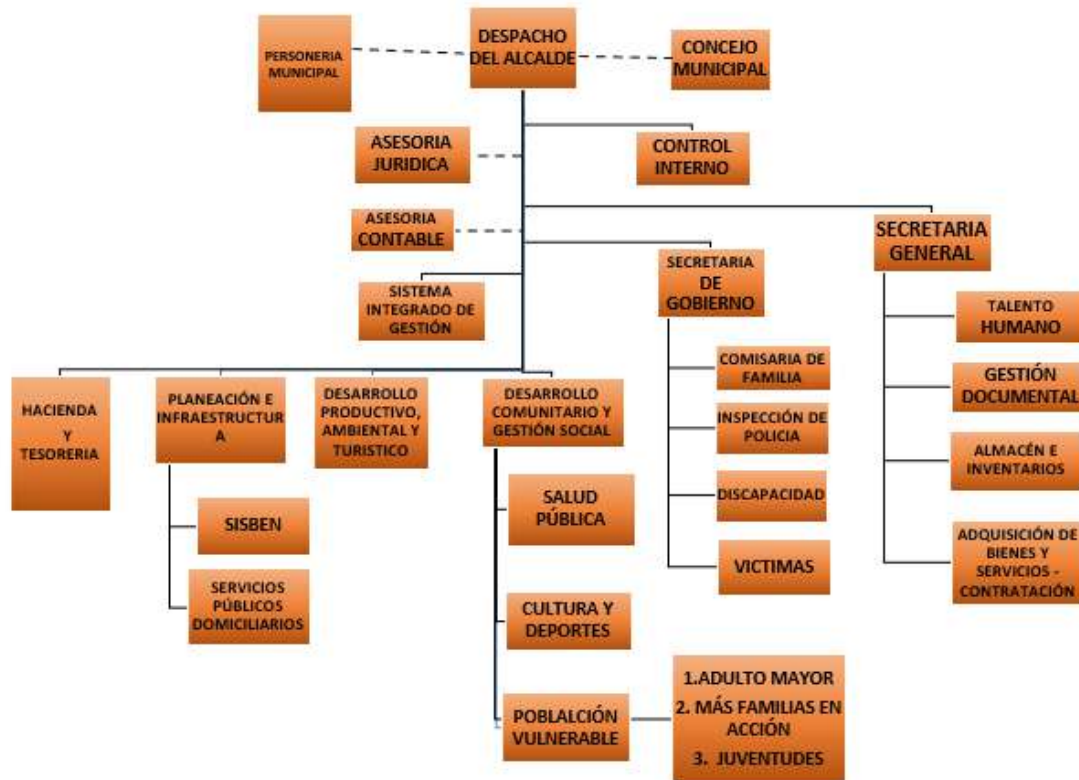 PERSONERIA
MUNICIPAL
DESPACHO
DEL ALCALDE
CONCEJO
MUNICIPAL
ASESORIA
JURIDICA
CONTROL
INTERNO
ASESORIA
CONTABLE
SISTEMA
INTEGRADO DE
GESTIÓN
SECRETARIA
DE
GOBIERNO
SECRETARIA
GENERAL
COMISARIA DE
FAMILIA
INSPECCIÓN DE
POLICIA
DISCAPACIDAD
VICTIMAS
TALENTO
HUMANO
GESTIÓN
DOCUMENTAL
ALMACÉN E
INVENTARIOS
ADQUISICIÓN DE
BIENES Y
SERVICIOS -
CONTRATACIÓN
HACIENDA
Y
TESORERIA
PLANEACIÓN E
INFRAESTRUCTUR
A
SISBEN
SERVICIOS
PÚBLICOS
DOMICILIARIOS
DESARROLLO
PRODUCTIVO,
AMBIENTAL Y
TURISTICO
DESARROLLO
COMUNITARIO Y
GESTIÓN SOCIAL
SALUD
PÚBLICA
CULTURA Y
DEPORTES
POBLALCIÓN
VULNERABLE
1.ADULTO MAYOR
2. MÁS FAMILIAS EN
ACCIÓN
3. JUVENTUDES